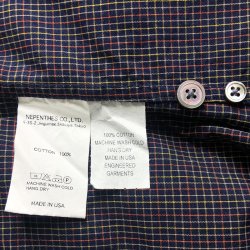 NEPENTHES CO., LTD.
COTTON 100%
MACHINE WASH COLD
HANG DRY
MADE IN U.S.A
100% COTTON
MACHINE WASH COLD
HANG DRY
MADE IN USA
ENGINEERED
GARMENTS